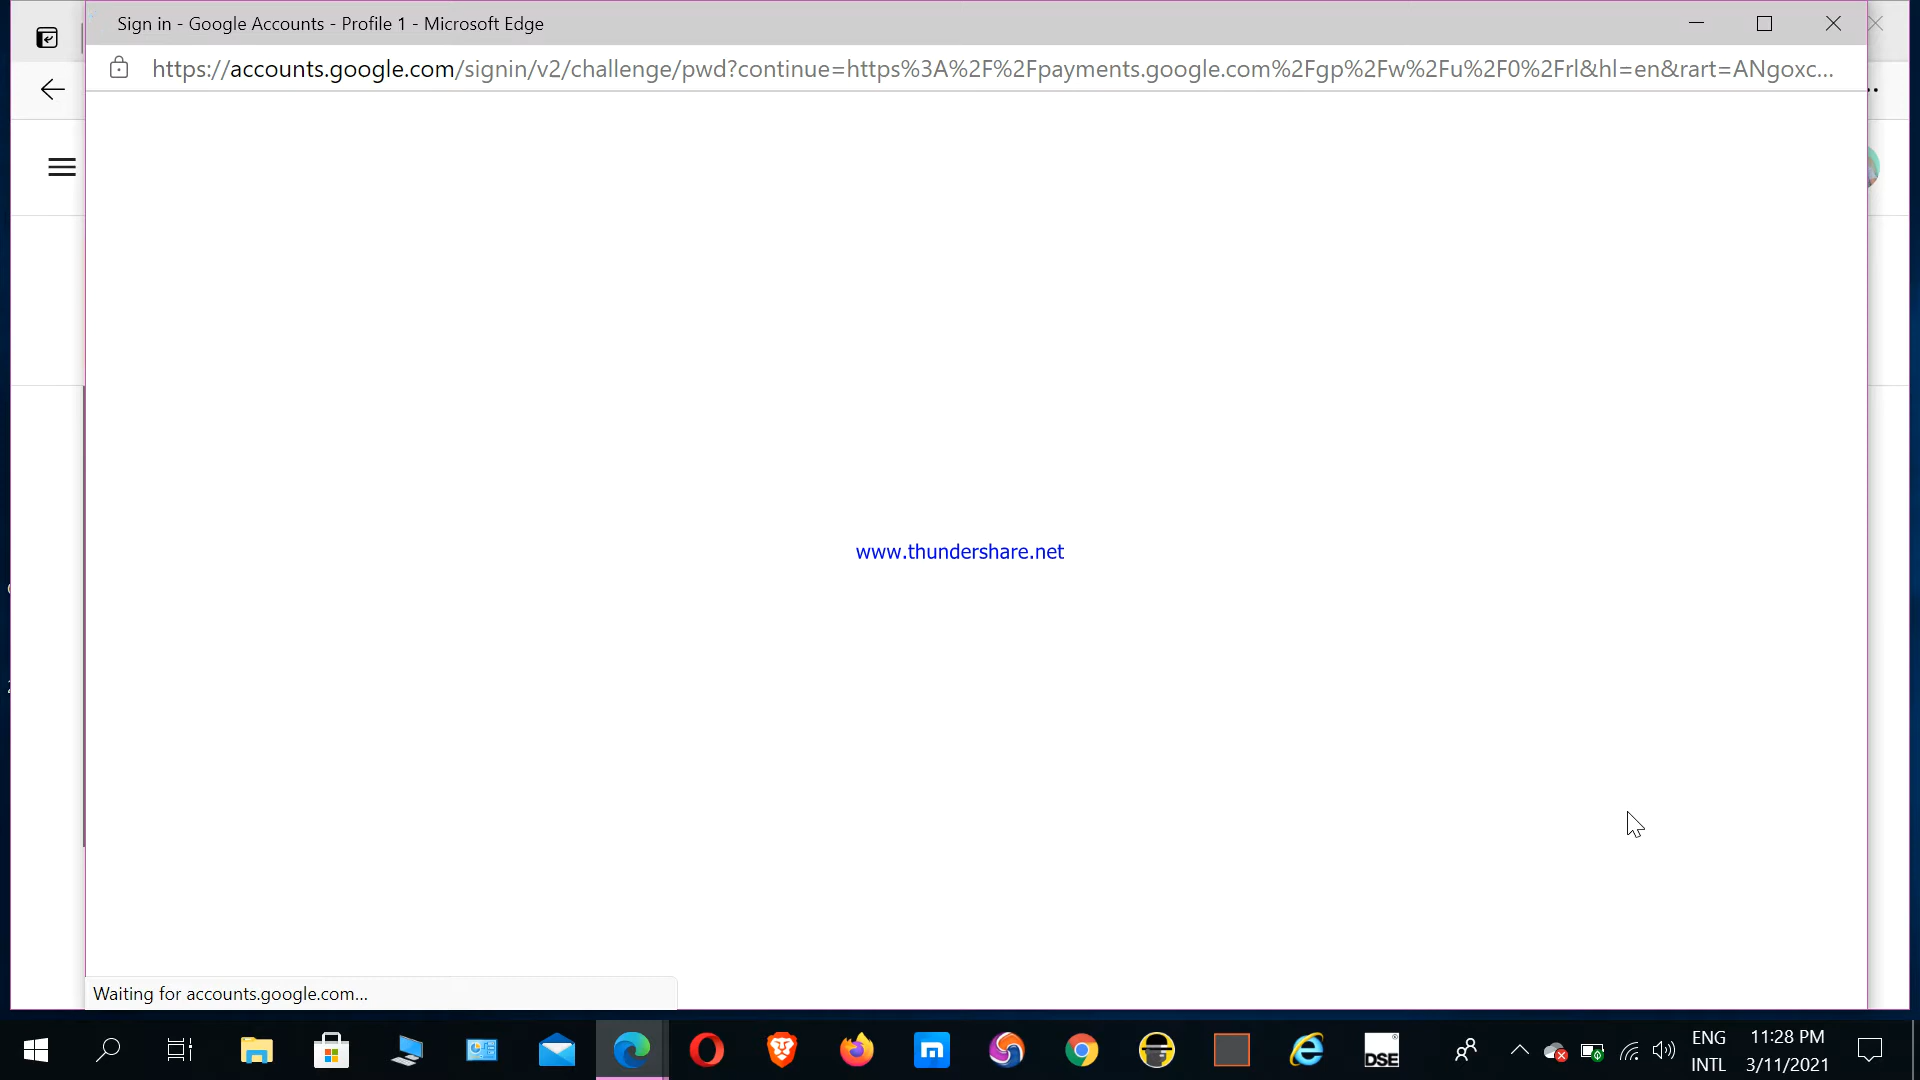 Sign in - Google Accounts - Profile 1 - Microsoft Edge
https://accounts.google.com/signin/v2/challenge/pwd?continue=https%3A%2F%2Fpayments.google.com%2Fgp%2Fw%2Fu%2F0%2Frl&hl=en&rart=ANgoxc...
www.thundershare.net
Waiting for accounts.google.com...
m
DSE
ENG
INTL
11:28 PM
3/11/2021